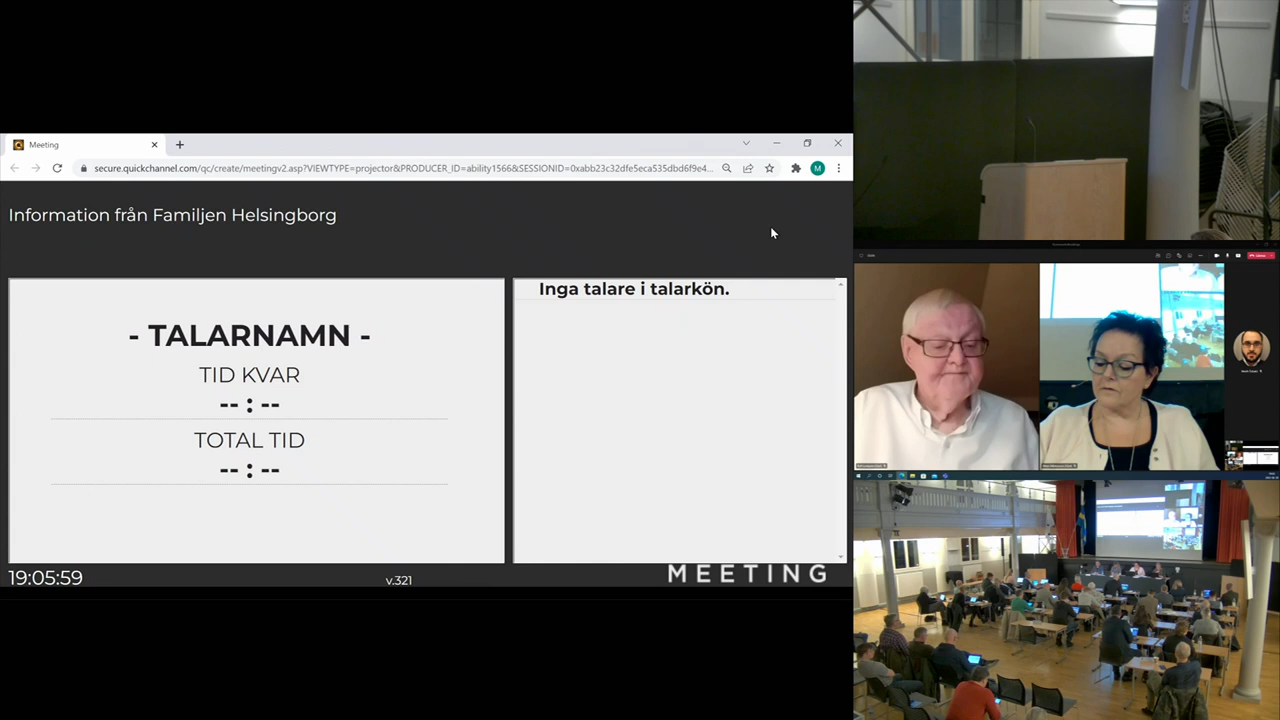 Meeting
secure.quickchannel.com/qc/create/meetingv2.asp?VIEWTYPE=projector&PRODUCER_ID=ability1566&SESSIONID=0xabb23c32dfe5eca535dbd6f9e4...
M
Information från Familjen Helsingborg
- TALARNAMN -
TID KVAR
-- : --
TOTAL TID
-- : --
Inga talare i talarkön.
19:05:59
v.321
MEETING